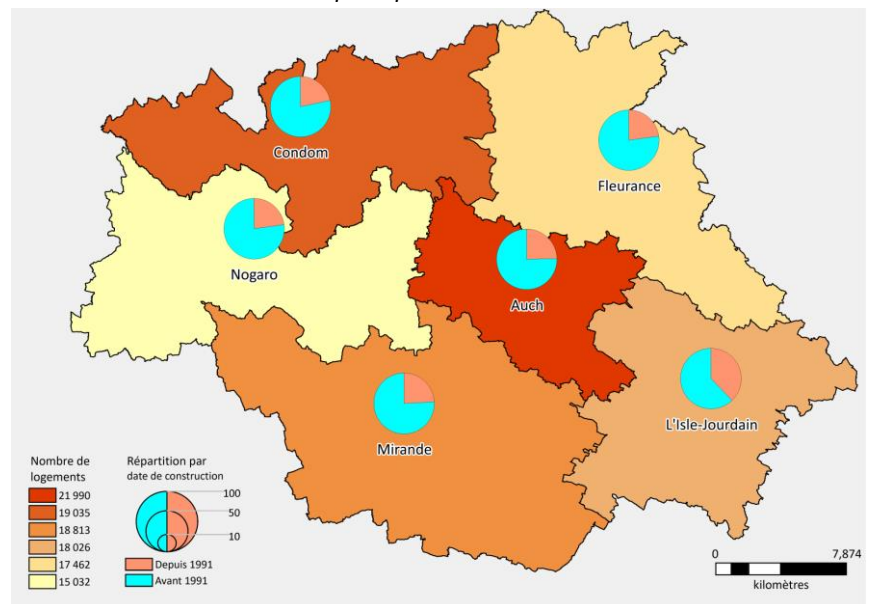 Condom
Fleurance
Nogaro
Auch
L'Isle-Jourdain
Mirande
Nombre de
logements
21 990
19 035
18 813
18 026
17 462
15 032
Répartition par
date de construction
100
50
10
Depuis 1991
Avant 1991
0 7,874
kilomètres